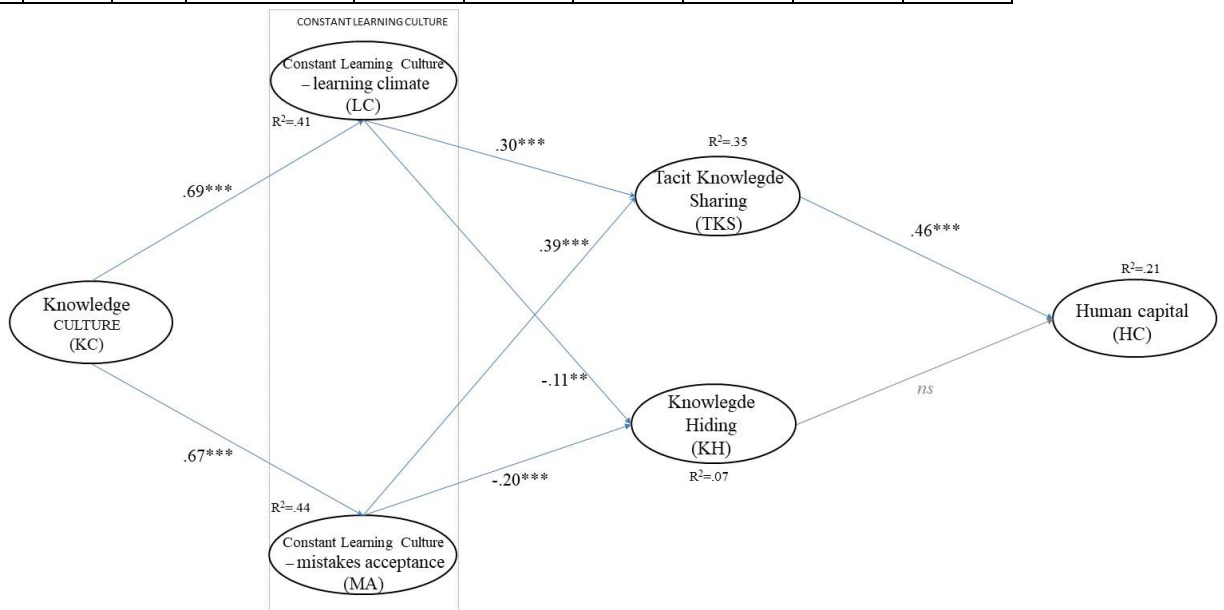 CONSTANT LEARNING CULTURE
Constant Learning Culture
– learning climate
(LC)
R²=.41
.30***
R²=.35
.69***
Tacit Knowlegde
Sharing
(TKS)
.39***
.46***
R²=.21
Knowledge
CULTURE
(KC)
Human capital
(HC)
-.11**
ns
Knowlegde
Hiding
(KH)
.67***
-.20***
R²=.07
R²=.44
Constant Learning Culture
– mistakes acceptance
(MA)